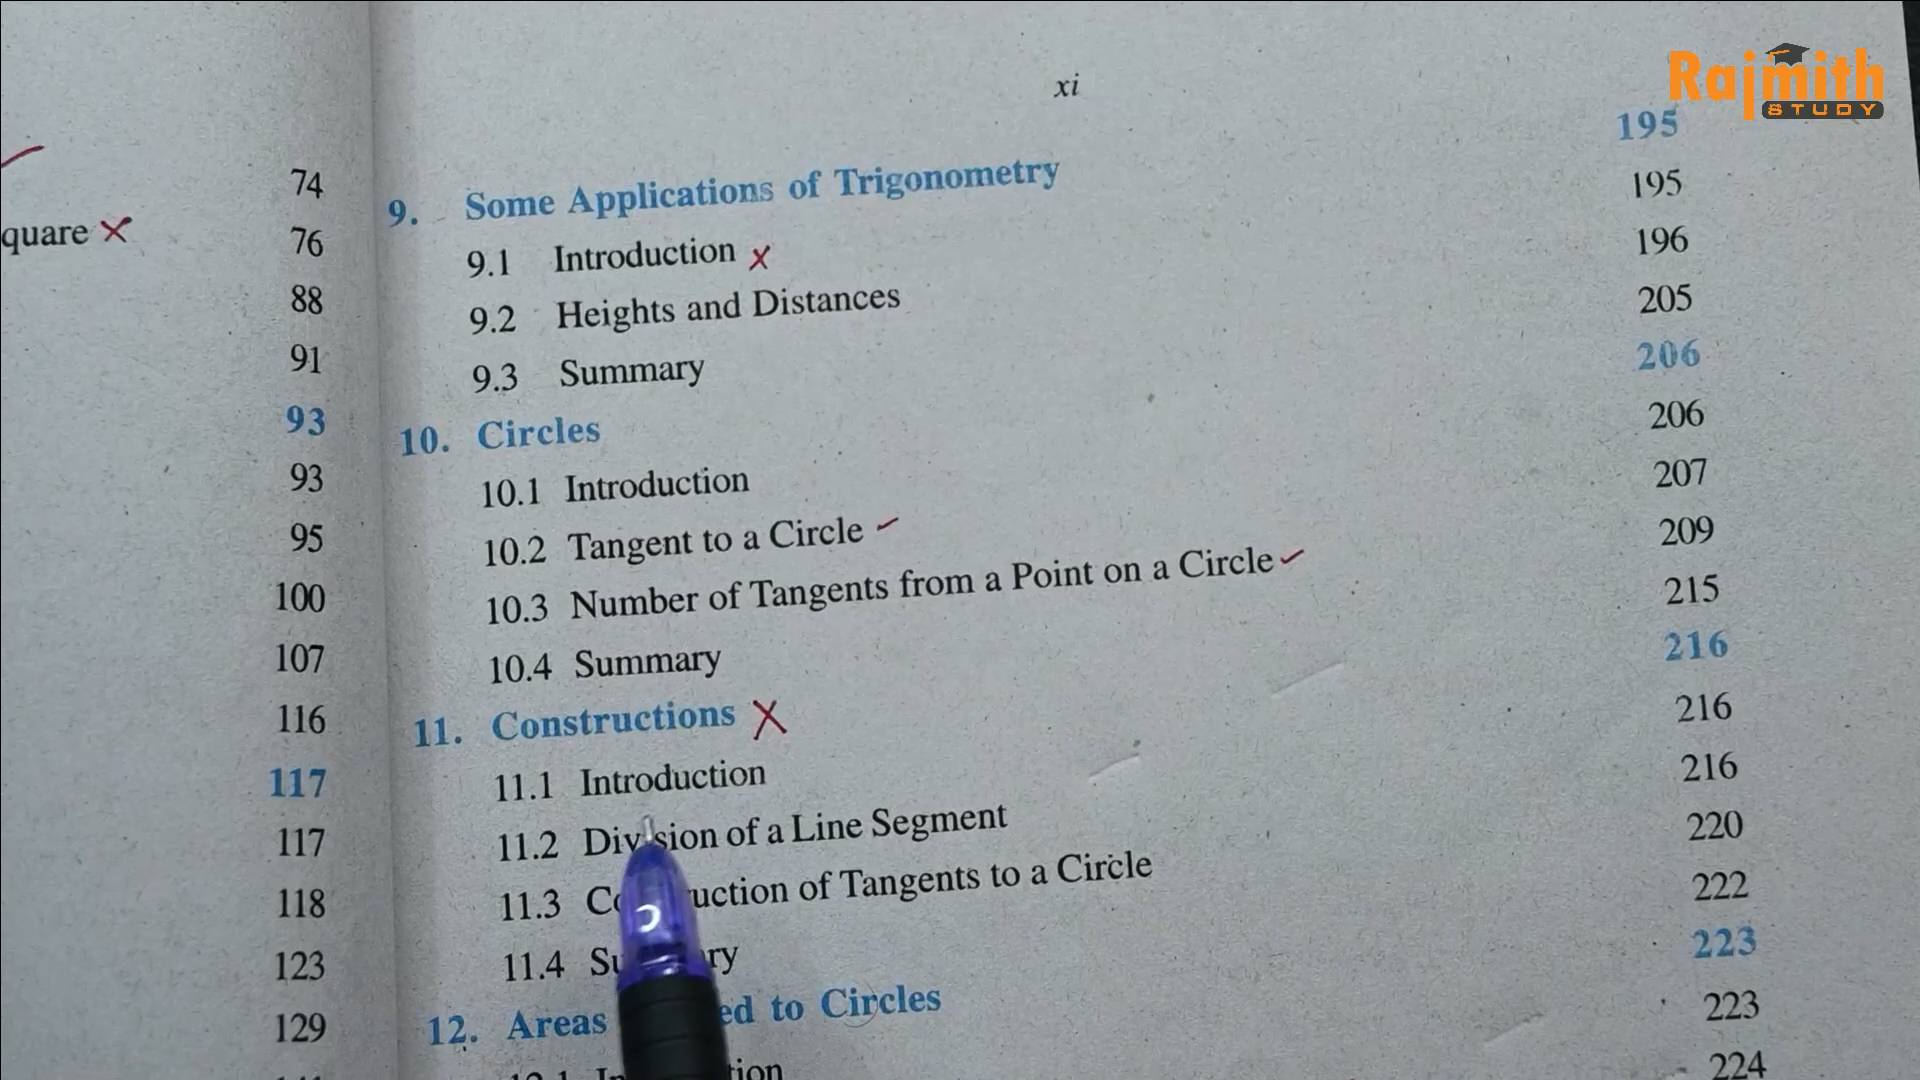 Rajmith
STUDY
xi
74
quare
76
88
91
93
93
95
100
107
116
117
117
118
123
129
9. Some Applications of Trigonometry 195
9.1 Introduction 195
9.2 Heights and Distances 196
9.3 Summary 205
10. Circles 206
10.1 Introduction 206
10.2 Tangent to a Circle 207
10.3 Number of Tangents from a Point on a Circle 209
10.4 Summary 215
11. Constructions 216
11.1 Introduction 216
11.2 Division of a Line Segment 216
11.3 of Tangents to a Circle 220
11.4 222
12. Areas to Circles 223
223
224